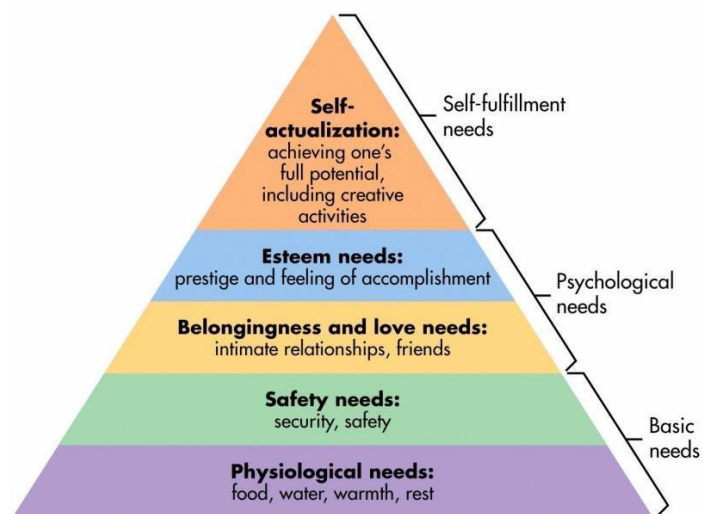 Self-
actualization:
achieving one's
full potential,
including creative
activities
Self-fulfillment
needs
Esteem needs:
prestige and feeling of accomplishment
Psychological
needs
Belongingness and love needs:
intimate relationships, friends
Safety needs:
security, safety
Basic
needs
Physiological needs:
food, water, warmth, rest